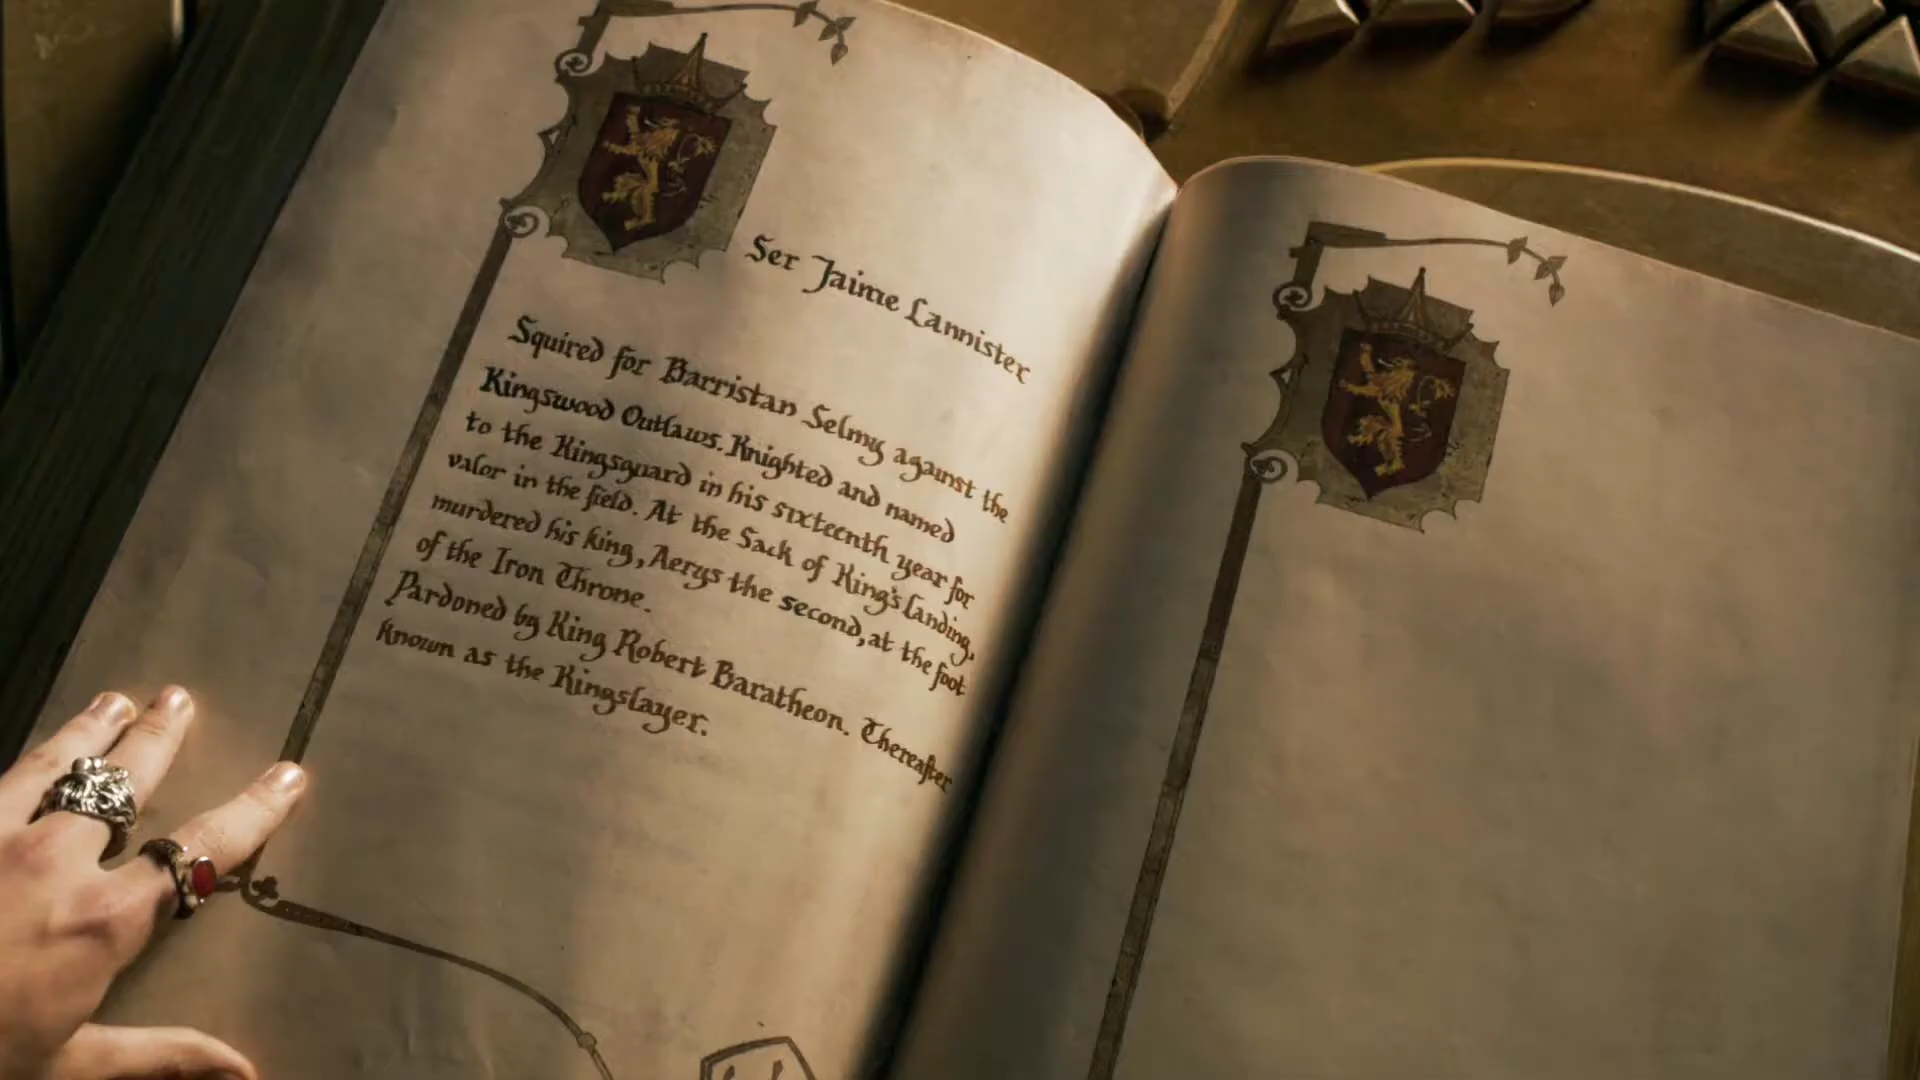 Ser Jaime Lannister
Squired for Barristan Selmy against the
Kingswood Outlaws. Knighted and named
to the Kingsguard in his sixteenth year for
valor in the field. At the Sack of King's Landing,
murdered his king, Aerys the second, at the foot
of the Iron Throne.
Pardoned by King Robert Baratheon. Thereafter
known as the Kingslayer.